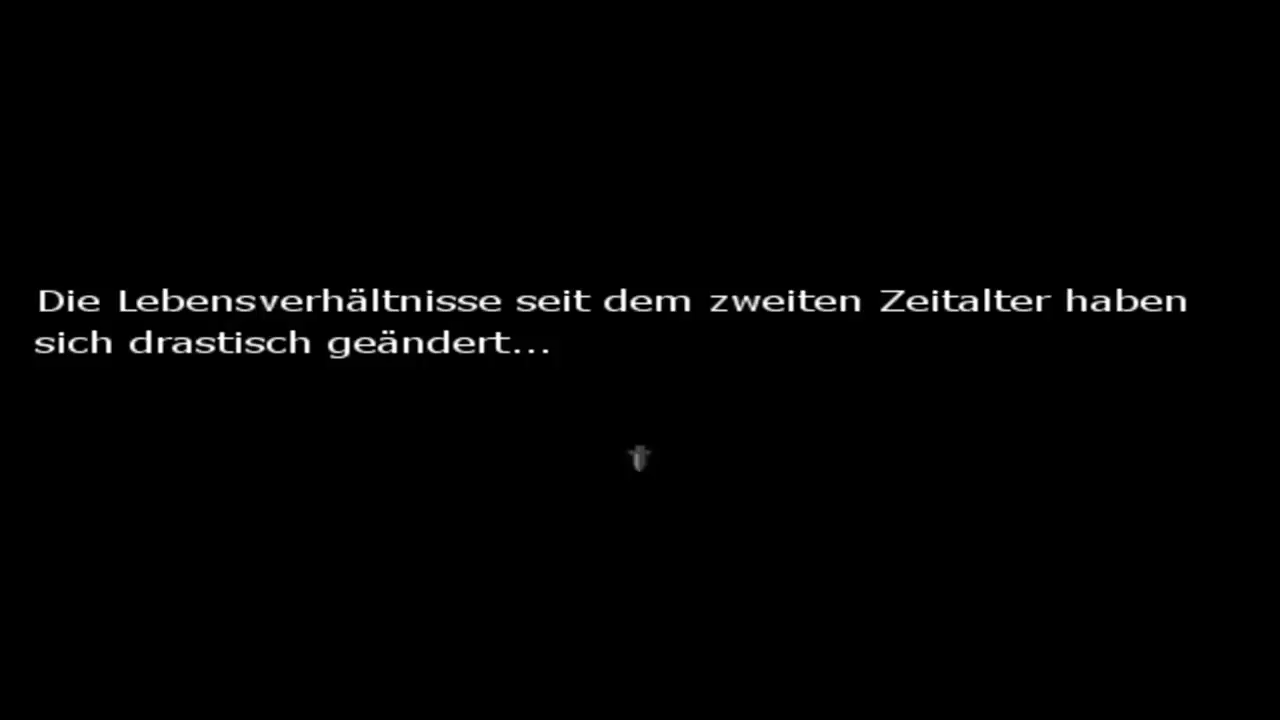 Die Lebensverhältnisse seit dem zweiten Zeitalter haben
sich drastisch geändert...